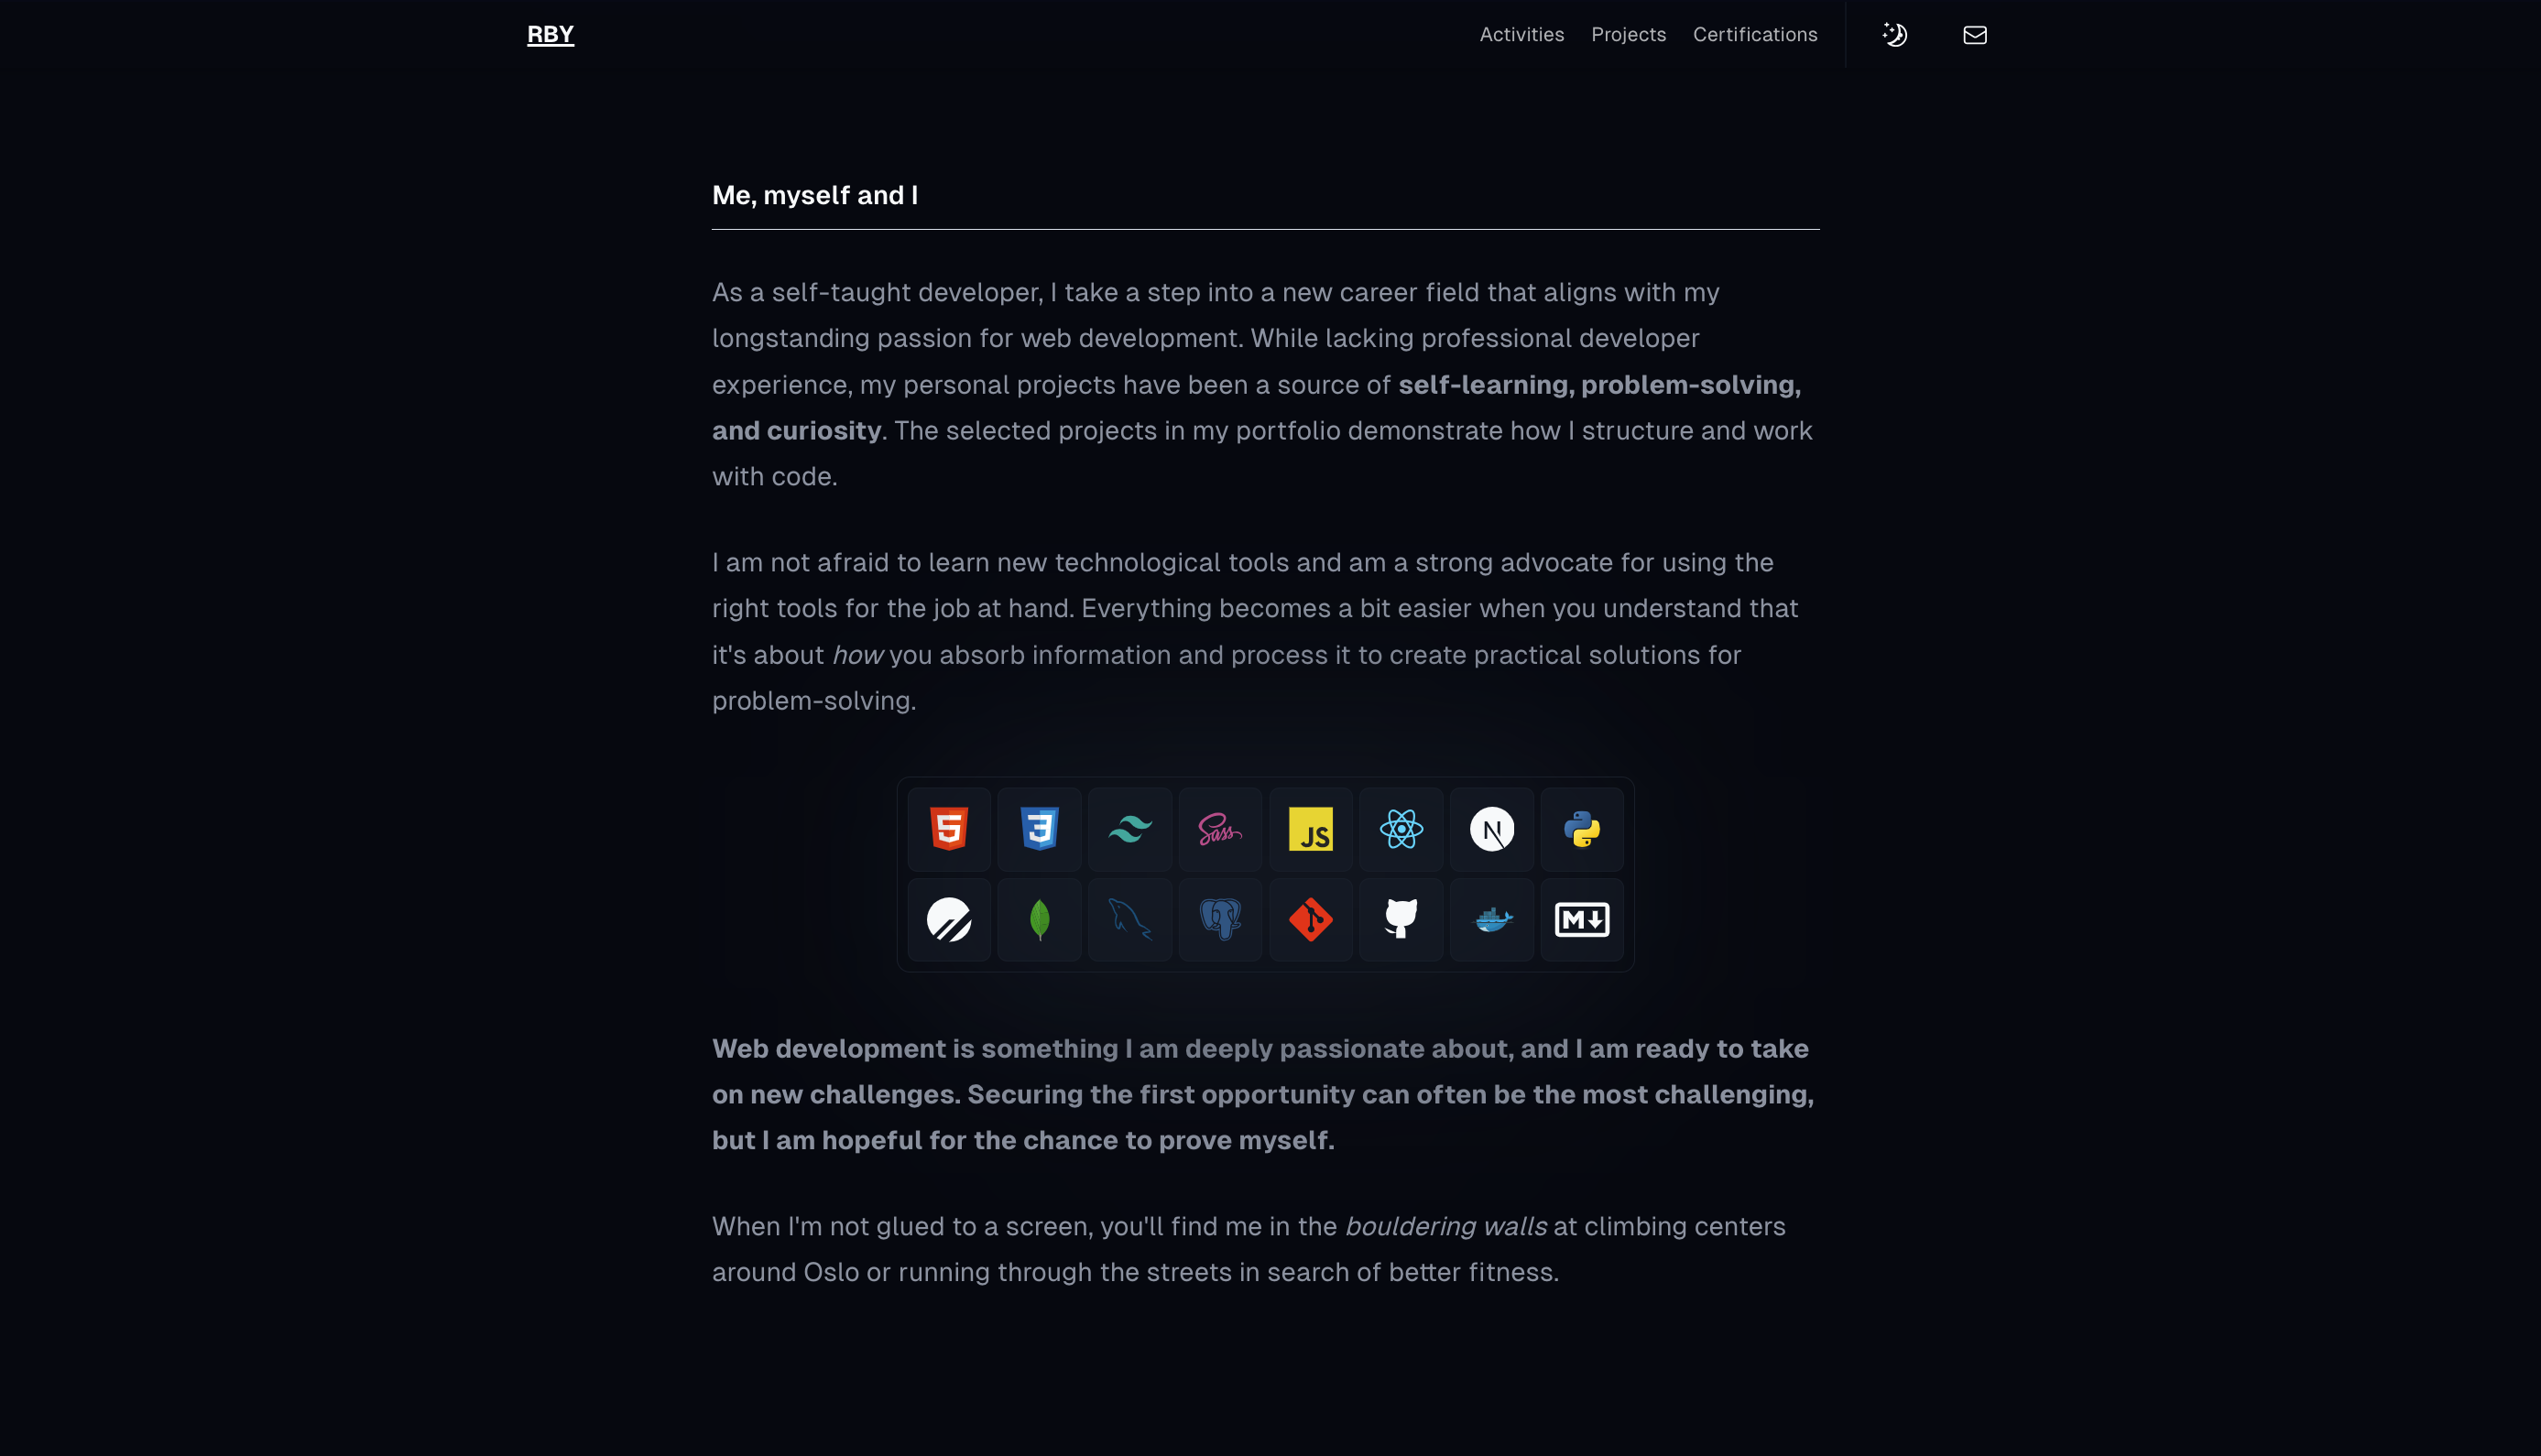 RBY
Activities Projects Certifications
Me, myself and I
As a self-taught developer, I take a step into a new career field that aligns with my
longstanding passion for web development. While lacking professional developer
experience, my personal projects have been a source of self-learning, problem-solving,
and curiosity. The selected projects in my portfolio demonstrate how I structure and work
with code.
I am not afraid to learn new technological tools and am a strong advocate for using the
right tools for the job at hand. Everything becomes a bit easier when you understand that
it's about how you absorb information and process it to create practical solutions for
problem-solving.
5 3 Sass JS N
M
Web development is something I am deeply passionate about, and I am ready to take
on new challenges. Securing the first opportunity can often be the most challenging,
but I am hopeful for the chance to prove myself.
When I'm not glued to a screen, you'll find me in the bouldering walls at climbing centers
around Oslo or running through the streets in search of better fitness.